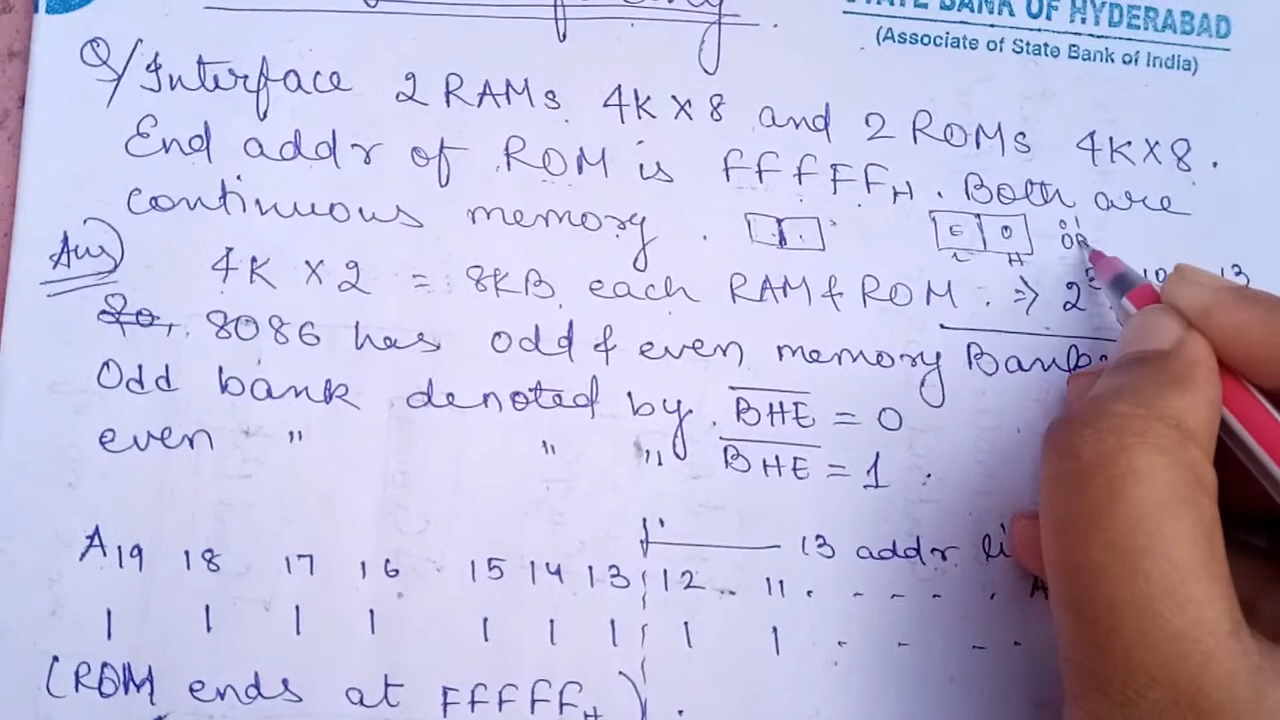 STATE BANK OF HYDERABAD
(Associate of State Bank of India)
Q/ Interface 2 RAMs 4K X 8 and 2 ROMs 4K X 8.
End addr of ROM is FFFFFH. Both are
continuous memory.
E O
L H
Ans) 4K X 2 = 8KB each RAM & ROM. ⇒ 2
So, 8086 has odd & even memory Bank
Odd bank denoted by BHE = 0
even " " " BHE = 1.
13 addr. li
A19 18 17 16 15 14 13 12 .. 11 . - - - . A
1 1 1 1 1 1 1 1 1 - - - -
(ROM ends at FFFFFH).